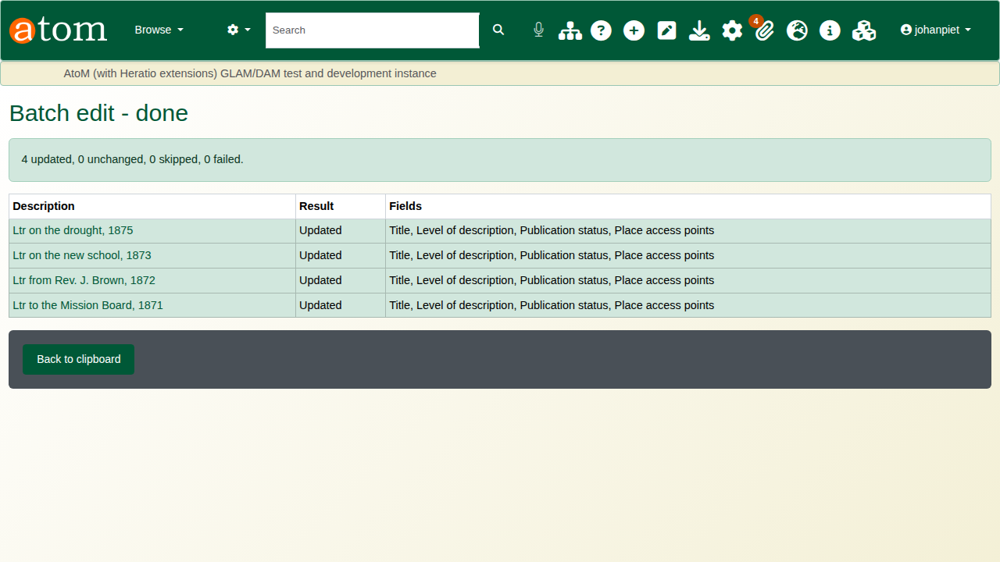 atom
Browse
Search
4
johanpiet
AtoM (with Heratio extensions) GLAM/DAM test and development instance
Batch edit - done
4 updated, 0 unchanged, 0 skipped, 0 failed.
Description Result Fields
Ltr on the drought, 1875 Updated Title, Level of description, Publication status, Place access points
Ltr on the new school, 1873 Updated Title, Level of description, Publication status, Place access points
Ltr from Rev. J. Brown, 1872 Updated Title, Level of description, Publication status, Place access points
Ltr to the Mission Board, 1871 Updated Title, Level of description, Publication status, Place access points
Back to clipboard